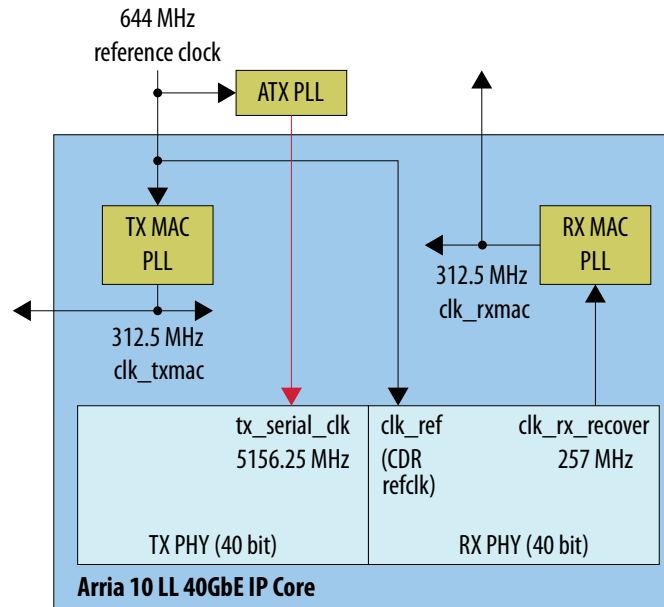 644 MHz
reference clock
ATX PLL
TX MAC
PLL
RX MAC
PLL
312.5 MHz
clk_rxmac
312.5 MHz
clk_txmac
tx_serial_clk
5156.25 MHz
clk_ref
(CDR
refclk)
clk_rx_recover
257 MHz
TX PHY (40 bit)
RX PHY (40 bit)
Arria 10 LL 40GbE IP Core